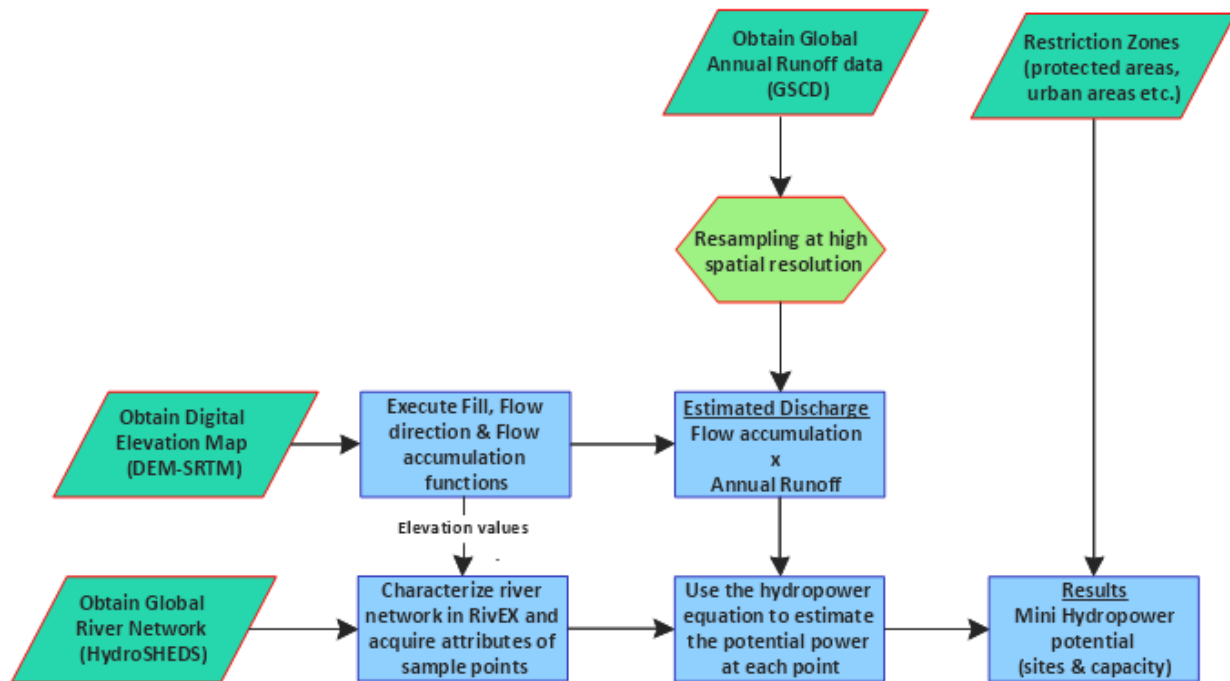 Obtain Global
Annual Runoff data
(GSCD)
Restriction Zones
(protected areas,
urban areas etc.)
Resampling at high
spatial resolution
Obtain Digital
Elevation Map
(DEM-SRTM)
Execute Fill, Flow
direction & Flow
accumulation
functions
Estimated Discharge
Flow accumulation
x
Annual Runoff
Elevation values
Obtain Global
River Network
(HydroSHEDS)
Characterize river
network in RivEX and
acquire attributes of
sample points
Use the hydropower
equation to estimate
the potential power
at each point
Results
Mini Hydropower
potential
(sites & capacity)